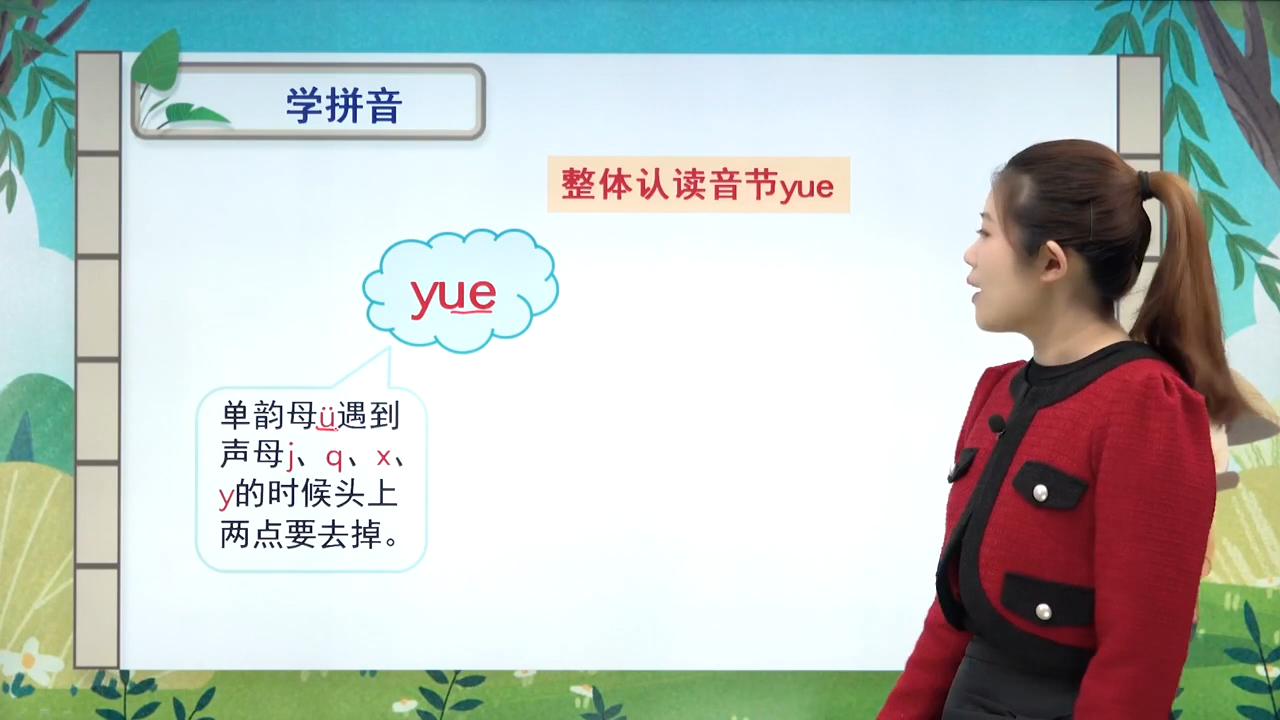 学拼音
整体认读音节yue
yue
单韵母ü遇到
声母j、q、x、
y的时候头上
两点要去掉。